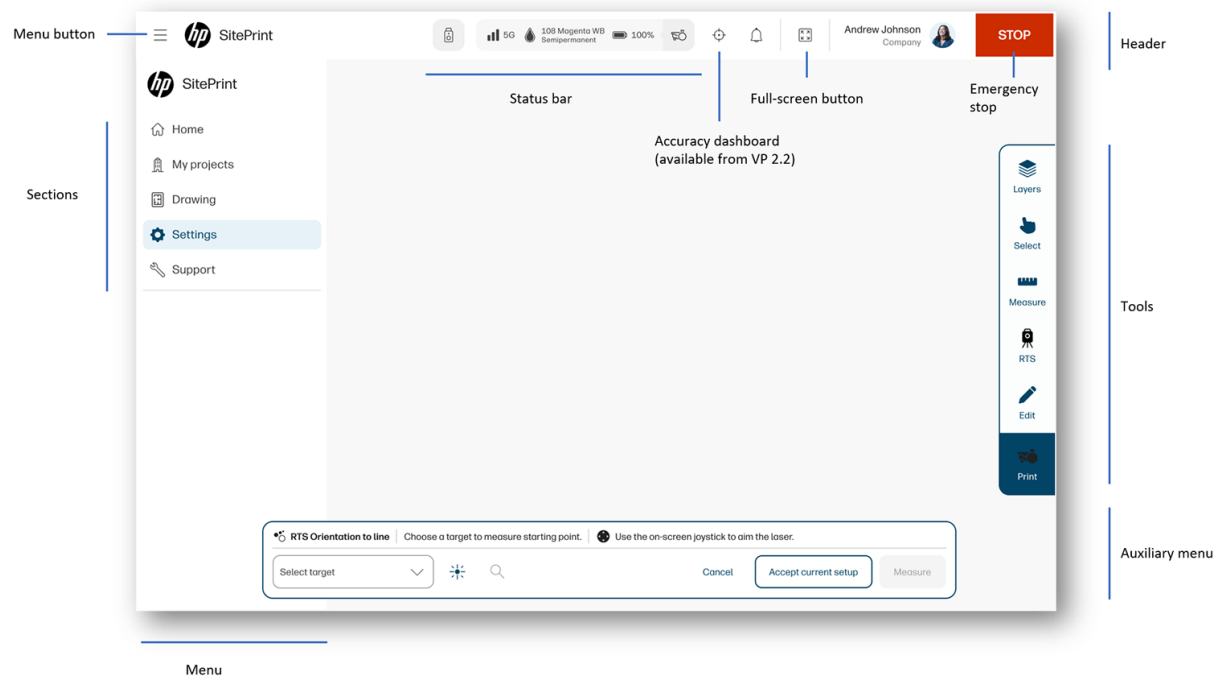 Menu button
hp SitePrint
5G
108 Magenta WB
Semipermanent
100%
Andrew Johnson
Company
STOP
Header
hp SitePrint
Status bar
Full-screen button
Emergency
stop
Accuracy dashboard
(available from VP 2.2)
Sections
Home
My projects
Drawing
Settings
Support
Layers
Select
Measure
RTS
Edit
Print
Tools
RTS Orientation to line
Choose a target to measure starting point.
Use the on-screen joystick to aim the laser.
Select target
Cancel
Accept current setup
Measure
Auxiliary menu
Menu